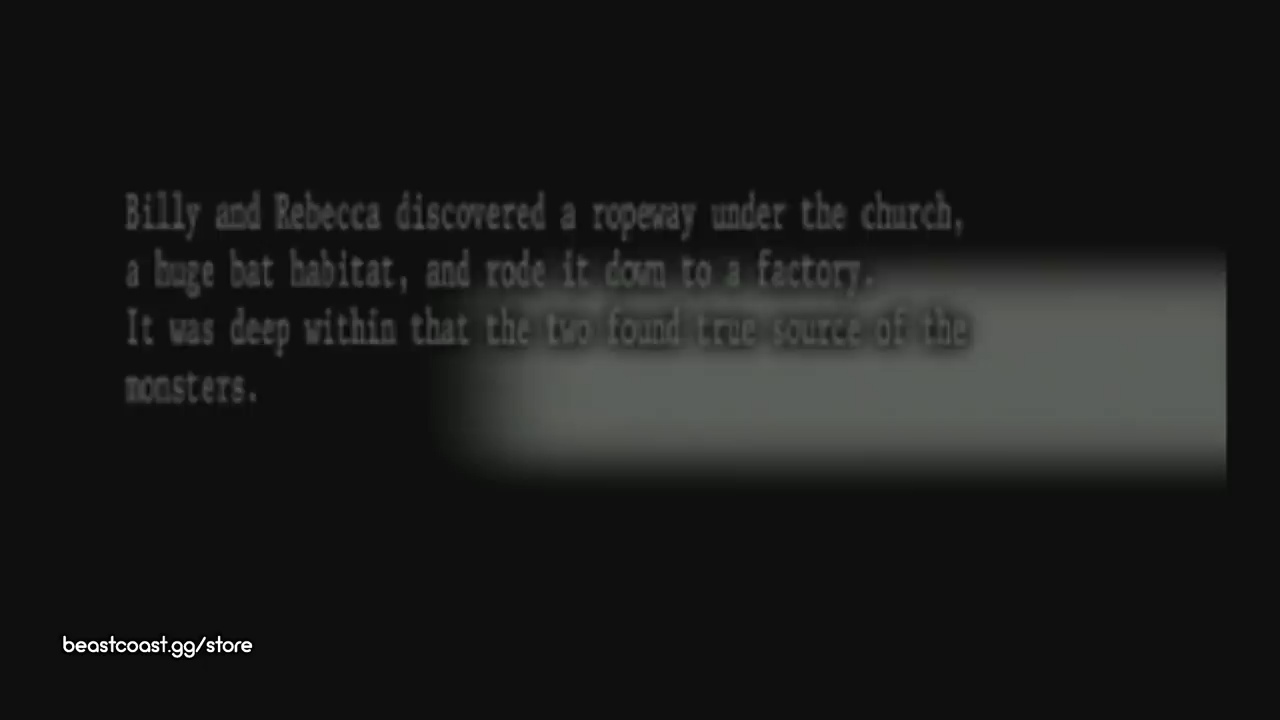 Billy and Rebecca discovered a ropeway under the church,
a huge bat habitat, and rode it down to a factory.
It was deep within that the two found true source of the
monsters.
beastcoast.gg/store